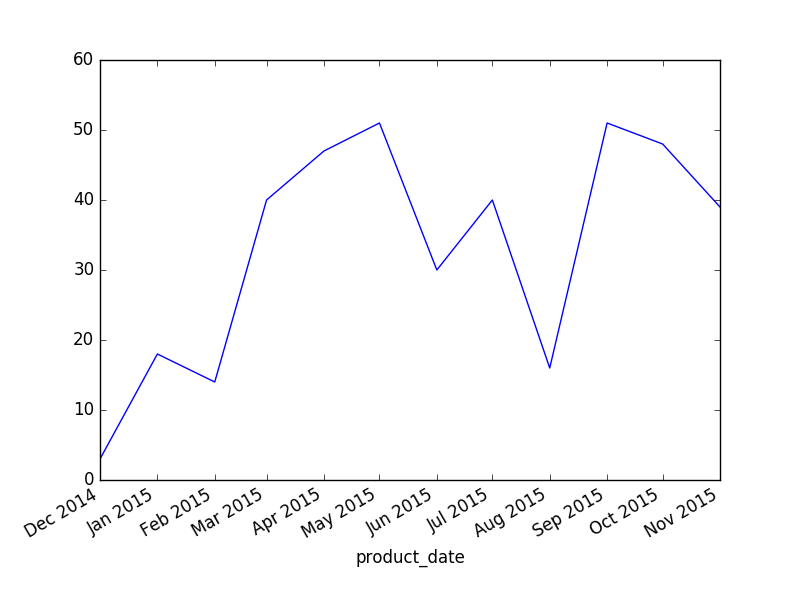 60
50
40
30
20
10
0
Dec 2014
Jan 2015
Feb 2015
Mar 2015
Apr 2015
May 2015
Jun 2015
Jul 2015
Aug 2015
Sep 2015
Oct 2015
Nov 2015
product_date